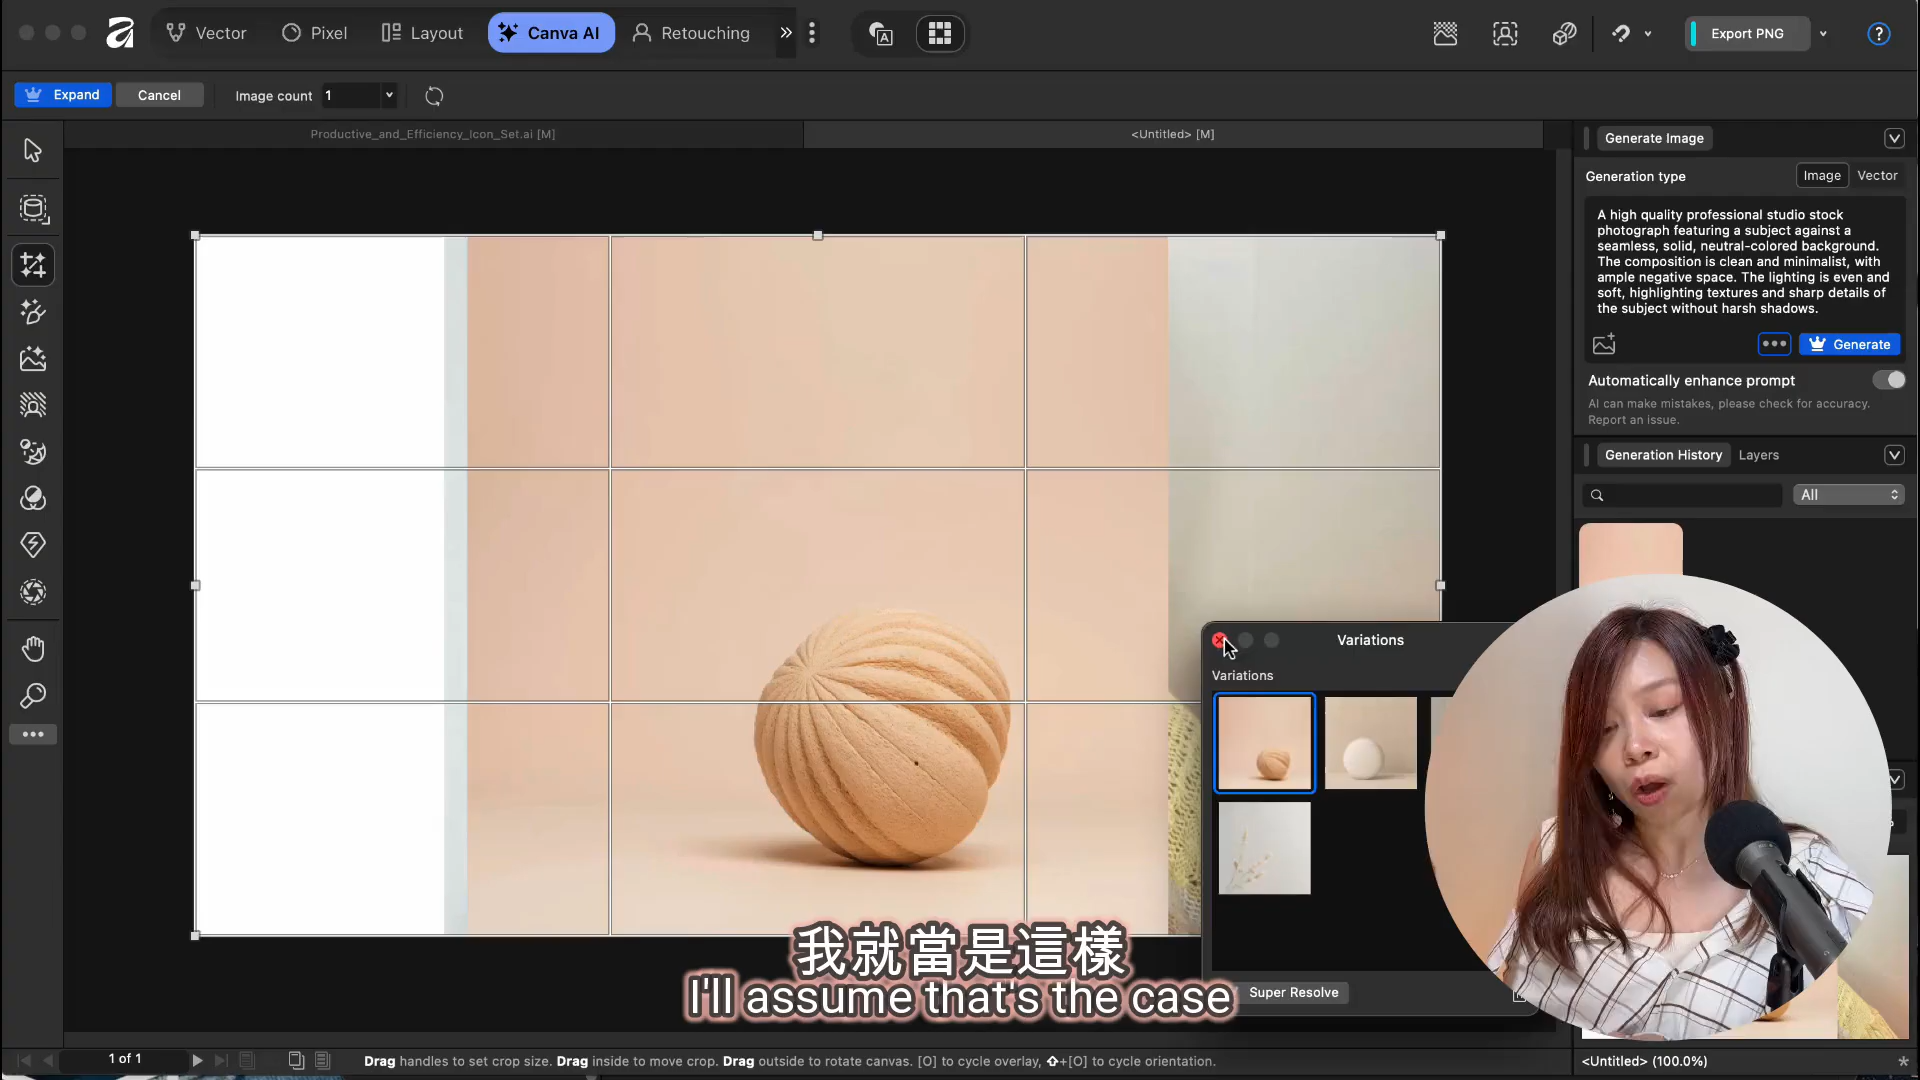 Vector
Pixel
Layout
Canva AI
Retouching
Export PNG
Expand
Cancel
Image count 1
Productive_and_Efficiency_Icon_Set.ai [M]
<Untitled> [M]
Generate Image
Generation type
Image
Vector
A high quality professional studio stock
photograph featuring a subject against a
seamless, solid, neutral-colored background.
The composition is clean and minimalist, with
ample negative space. The lighting is even and
soft, highlighting textures and sharp details of
the subject without harsh shadows.
Generate
Automatically enhance prompt
AI can make mistakes, please check for accuracy.
Report an issue.
Generation History
Layers
All
Variations
Variations
Super Resolve
我就當是這樣
I'll assume that's the case
1 of 1
Drag handles to set crop size. Drag inside to move crop. Drag outside to rotate canvas. [O] to cycle overlay, ⇧+[O] to cycle orientation.
<Untitled> (100.0%)